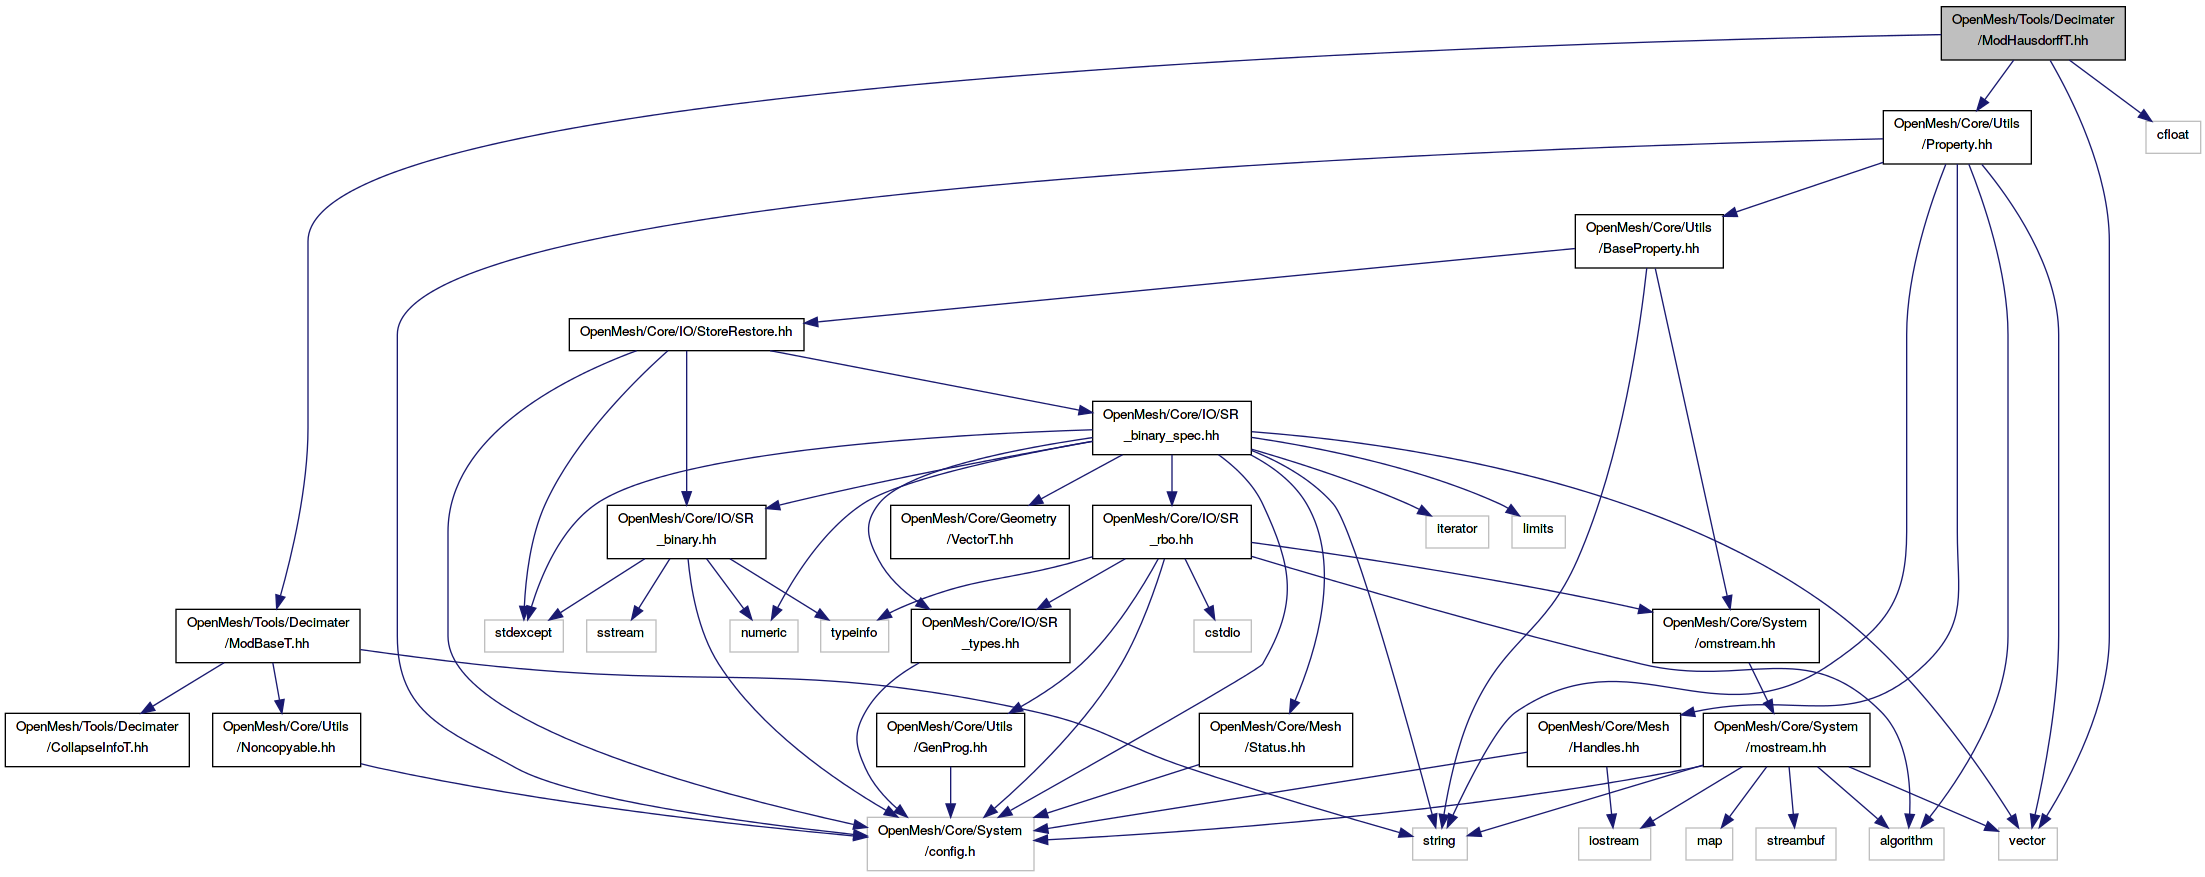 OpenMesh/Tools/Decimater
/ModHausdorffT.hh
OpenMesh/Core/Utils
/Property.hh
cfloat
OpenMesh/Core/Utils
/BaseProperty.hh
OpenMesh/Core/IO/StoreRestore.hh
OpenMesh/Core/IO/SR
_binary_spec.hh
OpenMesh/Core/IO/SR
_binary.hh
OpenMesh/Core/Geometry
/VectorT.hh
OpenMesh/Core/IO/SR
_rbo.hh
iterator
limits
OpenMesh/Tools/Decimater
/ModBaseT.hh
stdexcept
sstream
numeric
typeinfo
OpenMesh/Core/IO/SR
_types.hh
cstdio
OpenMesh/Core/System
/omstream.hh
OpenMesh/Tools/Decimater
/CollapseInfoT.hh
OpenMesh/Core/Utils
/Noncopyable.hh
OpenMesh/Core/Utils
/GenProg.hh
OpenMesh/Core/Mesh
/Status.hh
OpenMesh/Core/Mesh
/Handles.hh
OpenMesh/Core/System
/mostream.hh
OpenMesh/Core/System
/config.h
string
iostream
map
streambuf
algorithm
vector